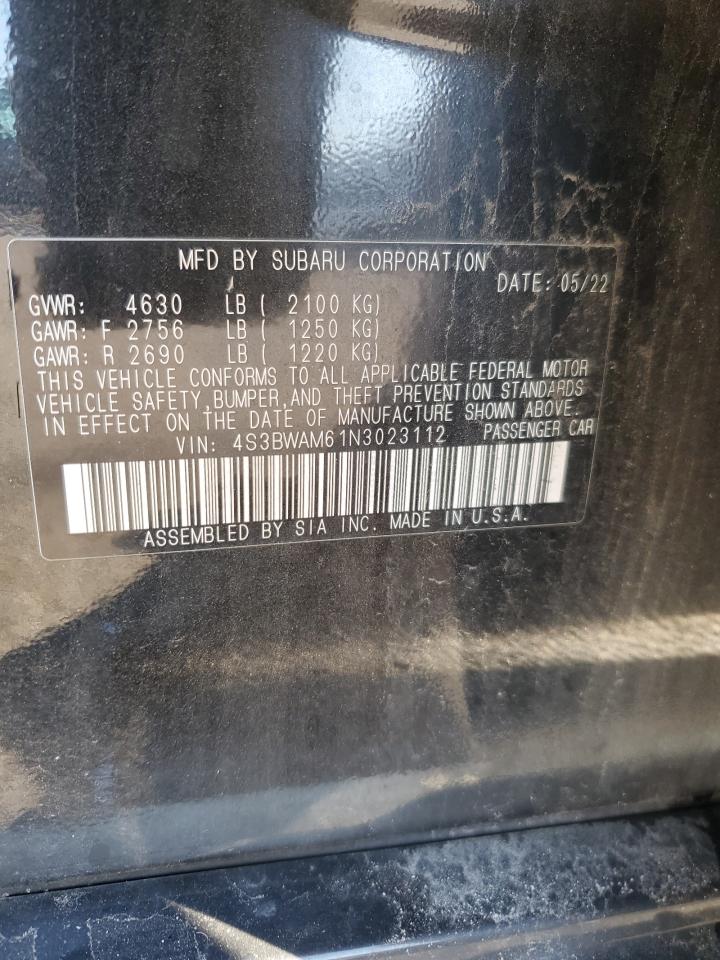 MFD BY SUBARU CORPORATION
DATE: 05/22
GVWR: 4630 LB ( 2100 KG)
GAWR: F 2756 LB ( 1250 KG)
GAWR: R 2690 LB ( 1220 KG)
THIS VEHICLE CONFORMS TO ALL APPLICABLE FEDERAL MOTOR
VEHICLE SAFETY, BUMPER, AND THEFT PREVENTION STANDARDS
IN EFFECT ON THE DATE OF MANUFACTURE SHOWN ABOVE.
VIN: 4S3BWAM61N3023112 PASSENGER CAR
ASSEMBLED BY SIA INC. MADE IN U.S.A.